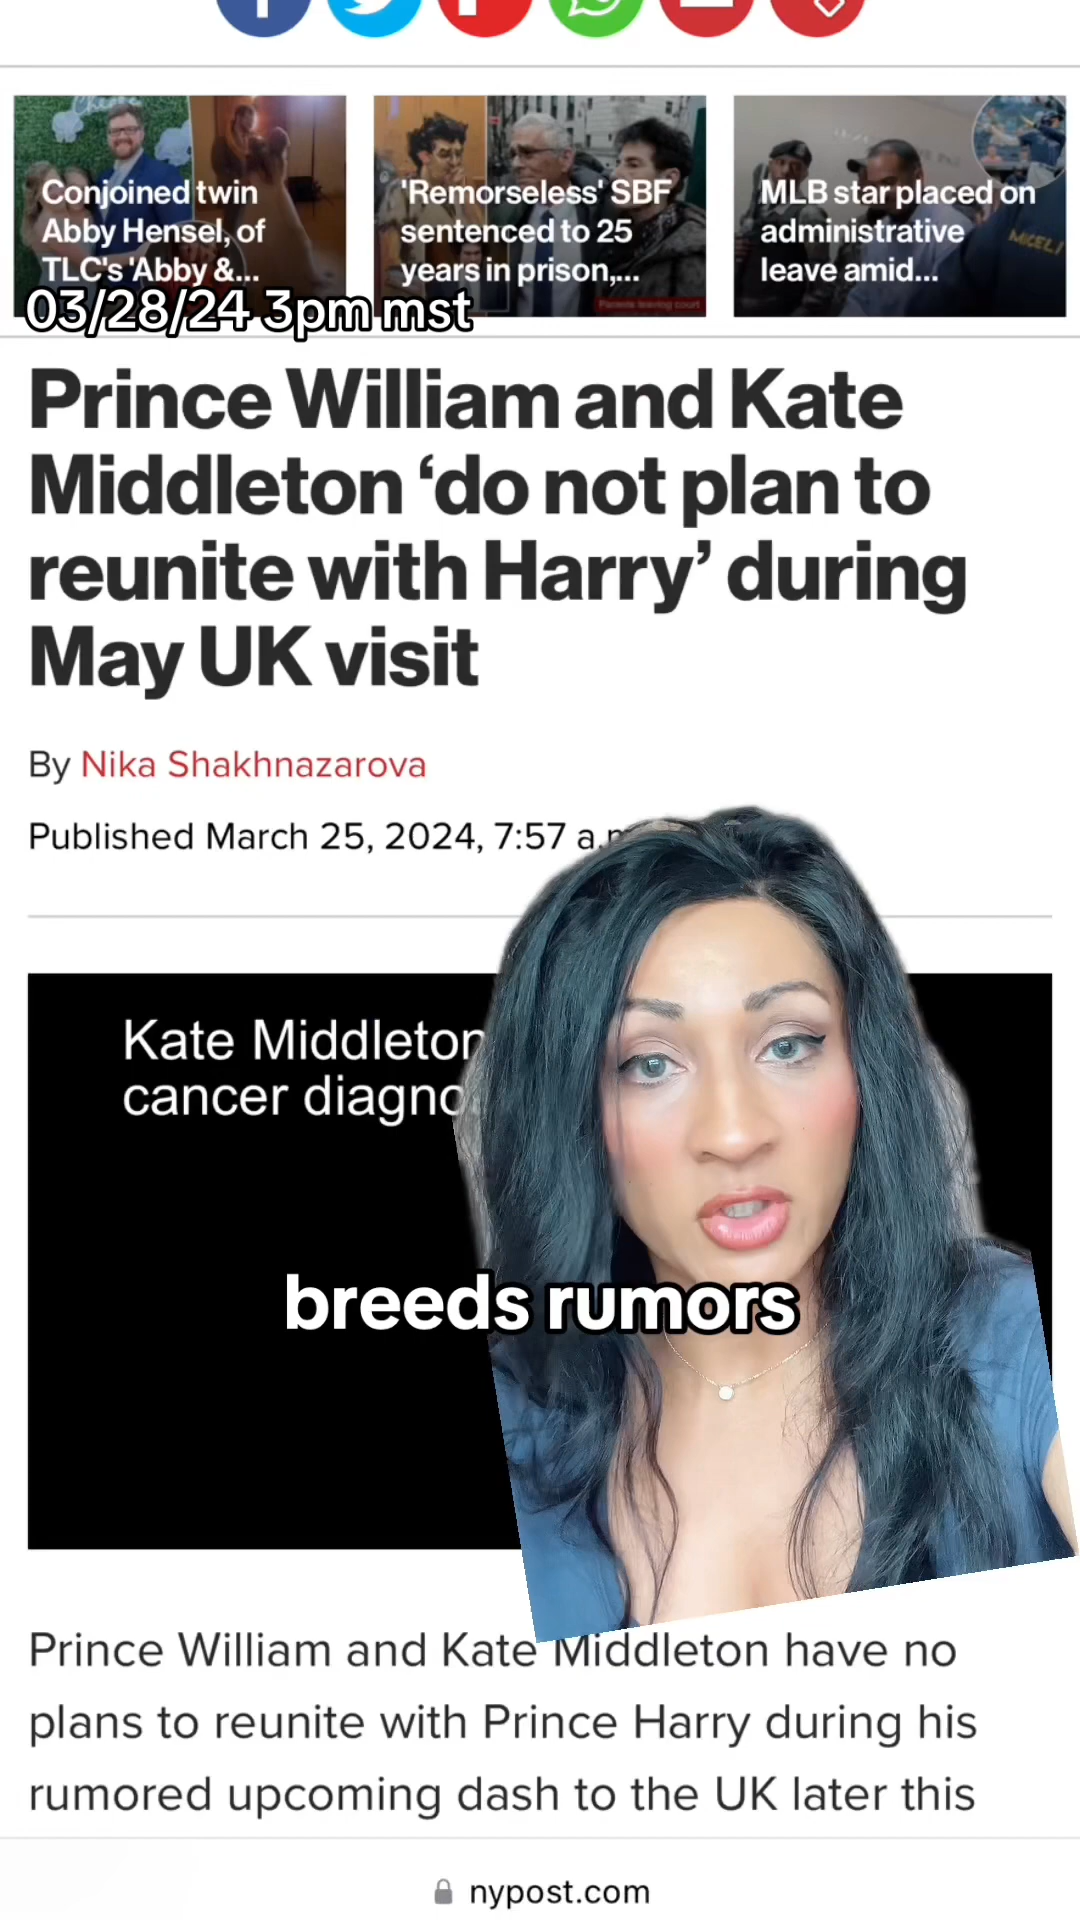 Conjoined twin
Abby Hensel, of
TLC's 'Abby &...
'Remorseless' SBF
sentenced to 25
years in prison,...
Parents leaving court
MLB star placed on
administrative
leave amid...
03/28/24 3pm mst
Prince William and Kate
Middleton ‘do not plan to
reunite with Harry’ during
May UK visit
By Nika Shakhnazarova
Published March 25, 2024, 7:57 a.
Kate Middleton
cancer diagno
breeds rumors
Prince William and Kate Middleton have no
plans to reunite with Prince Harry during his
rumored upcoming dash to the UK later this
nypost.com